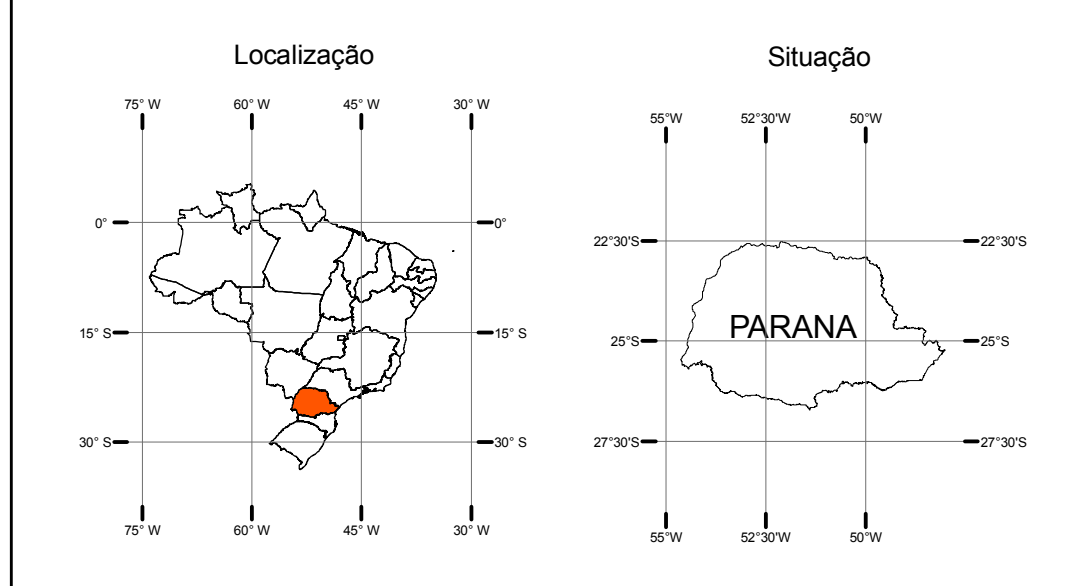 Localização
75° W 60° W 45° W 30° W
0° 0°
15° S 15° S
30° S 30° S
75° W 60° W 45° W 30° W
Situação
55°W 52°30'W 50°W
22°30'S 22°30'S
PARANA
25°S 25°S
27°30'S 27°30'S
55°W 52°30'W 50°W